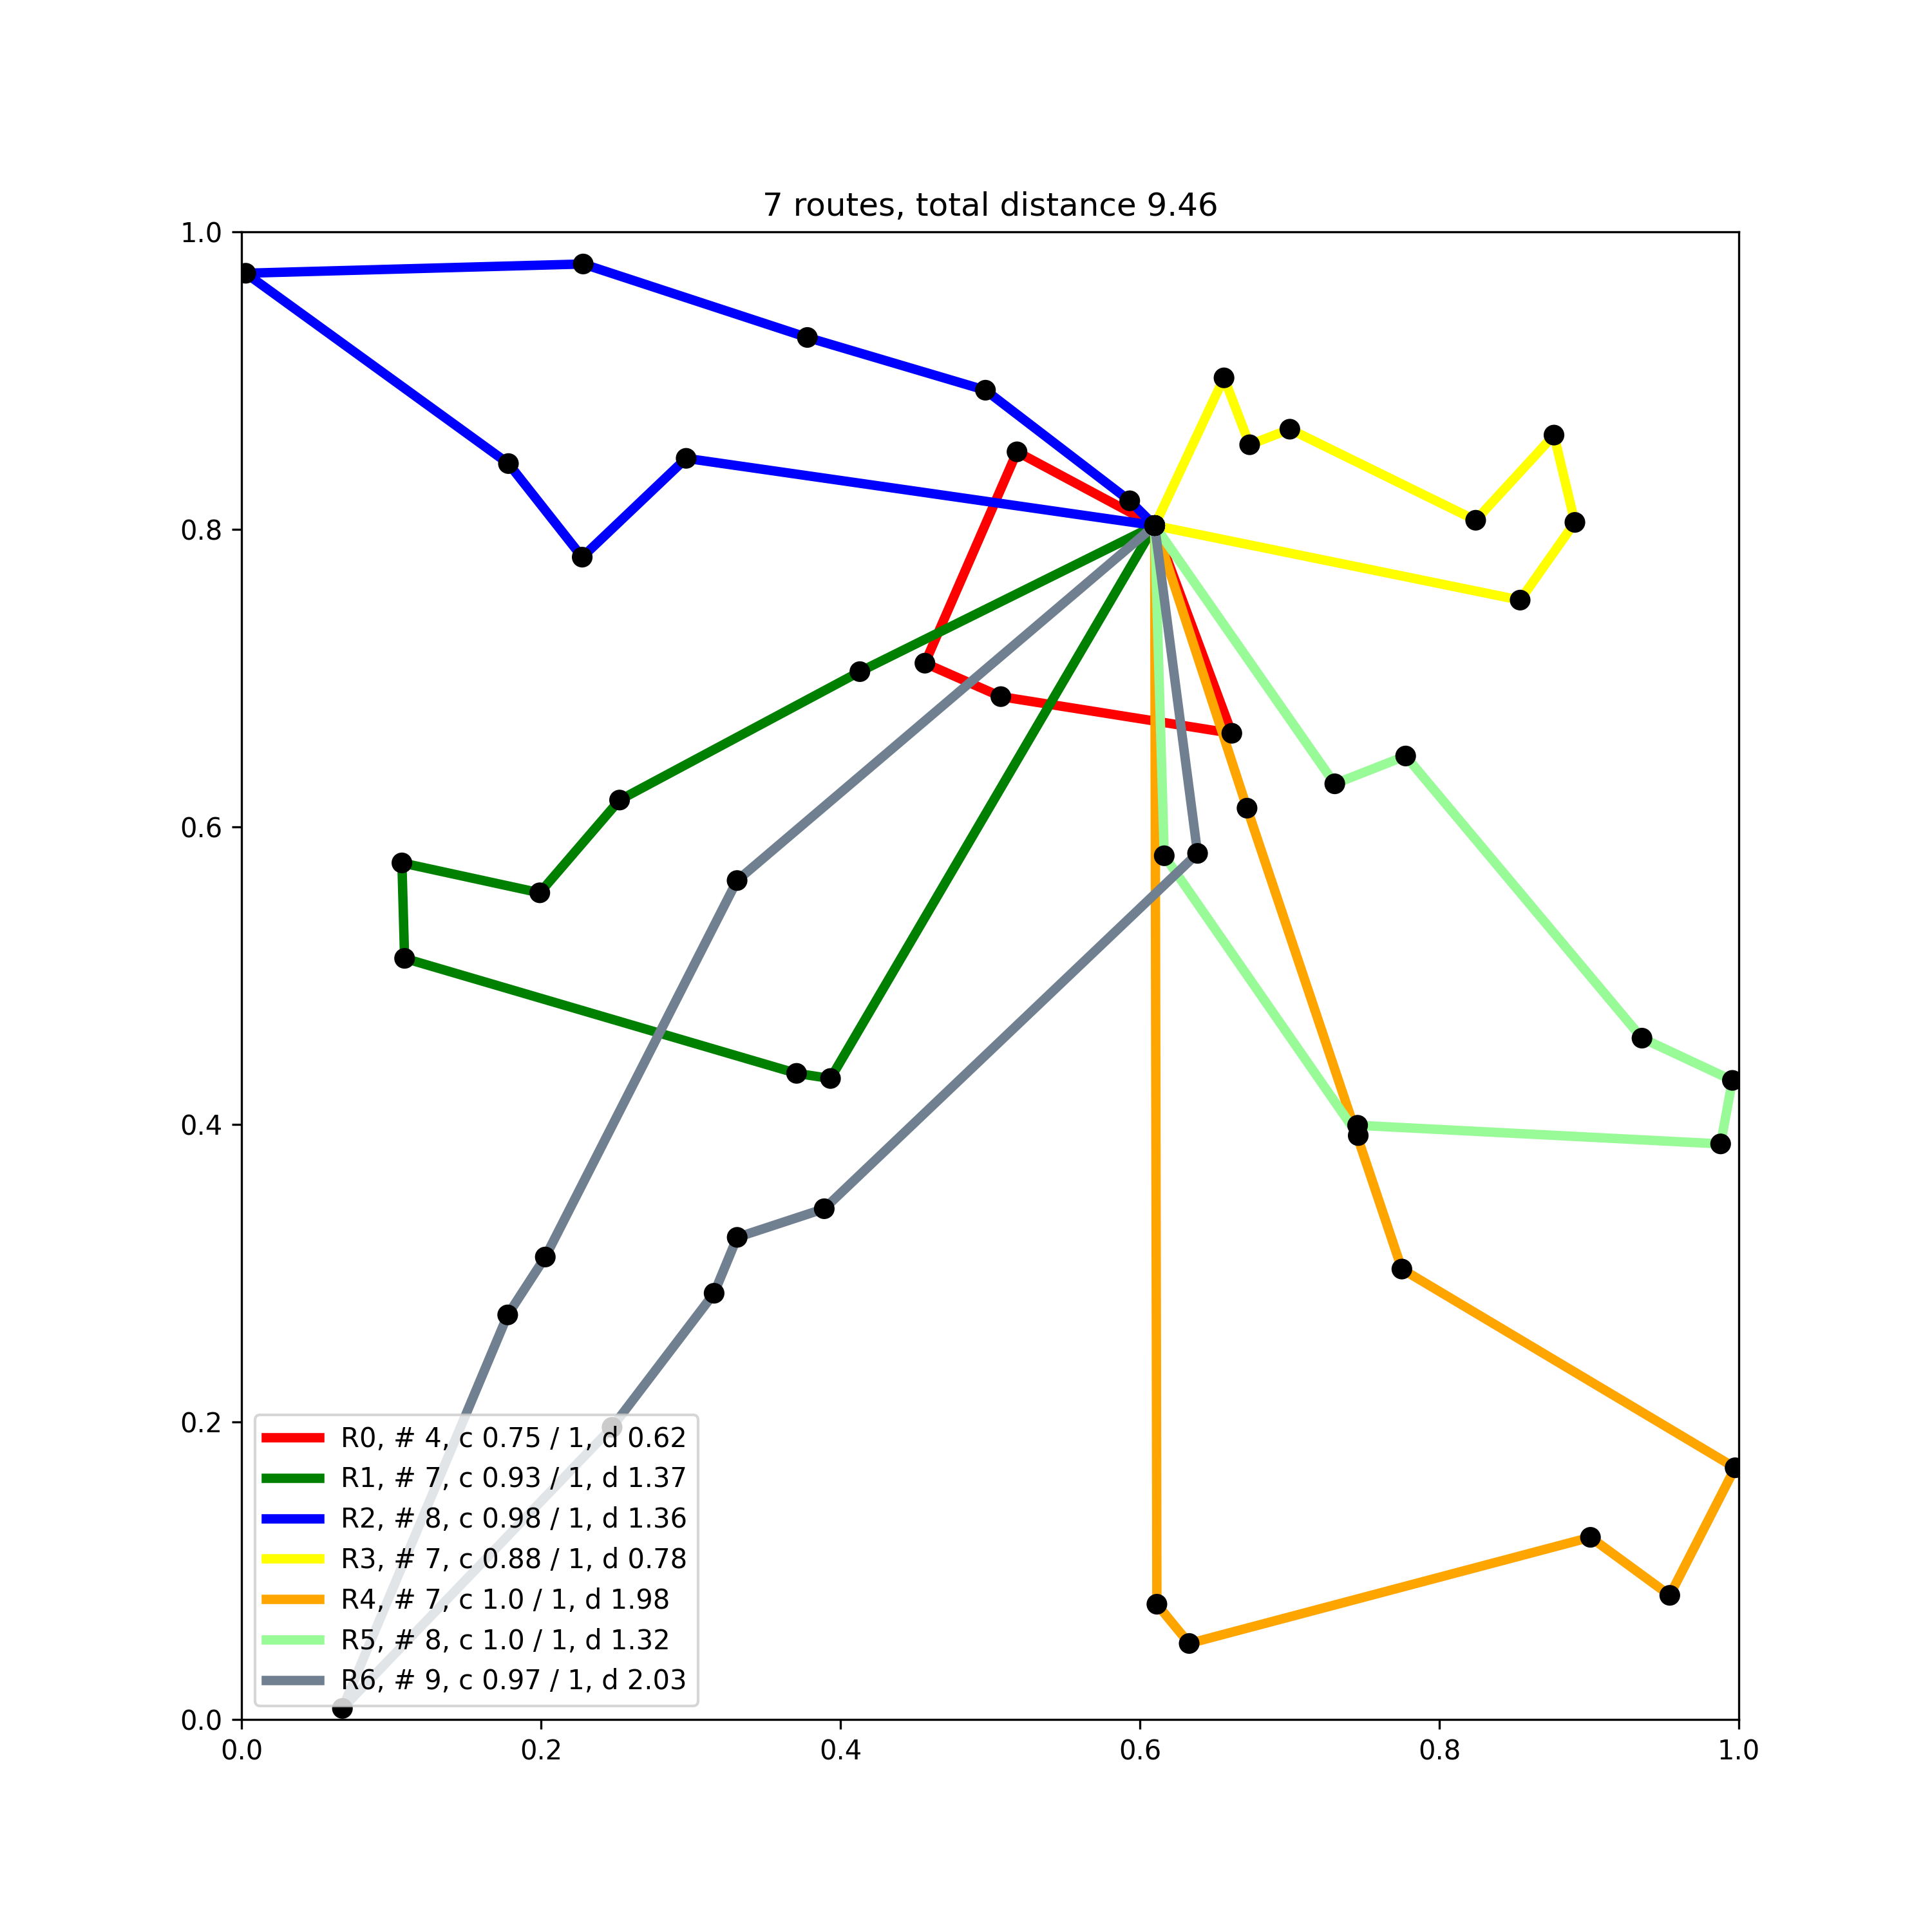 7 routes, total distance 9.46
1.0
0.8
0.6
0.4
0.2
0.0
R0, # 4, c 0.75 / 1, d 0.62
R1, # 7, c 0.93 / 1, d 1.37
R2, # 8, c 0.98 / 1, d 1.36
R3, # 7, c 0.88 / 1, d 0.78
R4, # 7, c 1.0 / 1, d 1.98
R5, # 8, c 1.0 / 1, d 1.32
R6, # 9, c 0.97 / 1, d 2.03
0.0 0.2 0.4 0.6 0.8 1.0